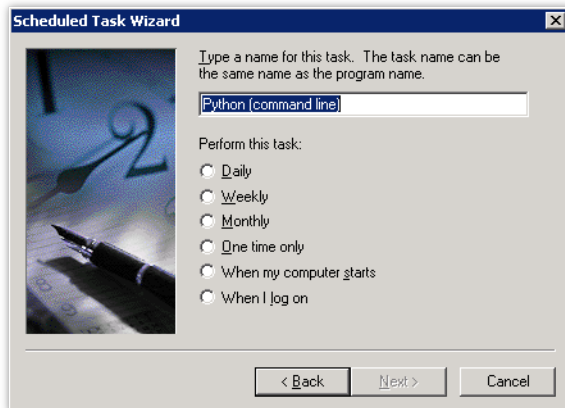 Scheduled Task Wizard
Type a name for this task. The task name can be
the same name as the program name.
Python (command line)
Perform this task:
Daily
Weekly
Monthly
One time only
When my computer starts
When I log on
< Back
Next >
Cancel